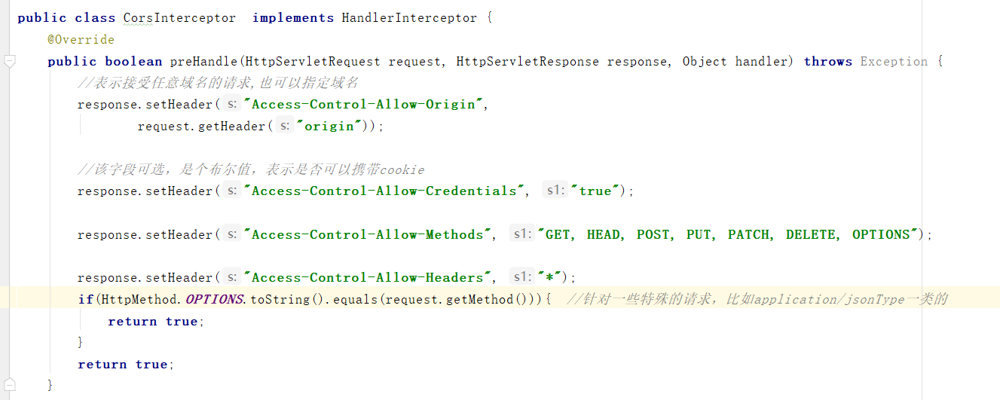 public class CorsInterceptor  implements HandlerInterceptor {
    @Override
    public boolean preHandle(HttpServletRequest request, HttpServletResponse response, Object handler) throws Exception {
        //表示接受任意域名的请求,也可以指定域名
        response.setHeader( s: "Access-Control-Allow-Origin",
                request.getHeader( s: "origin"));
        //该字段可选，是个布尔值，表示是否可以携带cookie
        response.setHeader( s: "Access-Control-Allow-Credentials", s1: "true");
        response.setHeader( s: "Access-Control-Allow-Methods", s1: "GET, HEAD, POST, PUT, PATCH, DELETE, OPTIONS");
        response.setHeader( s: "Access-Control-Allow-Headers", s1: "*");
        if(HttpMethod.OPTIONS.toString().equals(request.getMethod())){  //针对一些特殊的请求，比如application/jsonType一类的
            return true;
        }
        return true;
    }